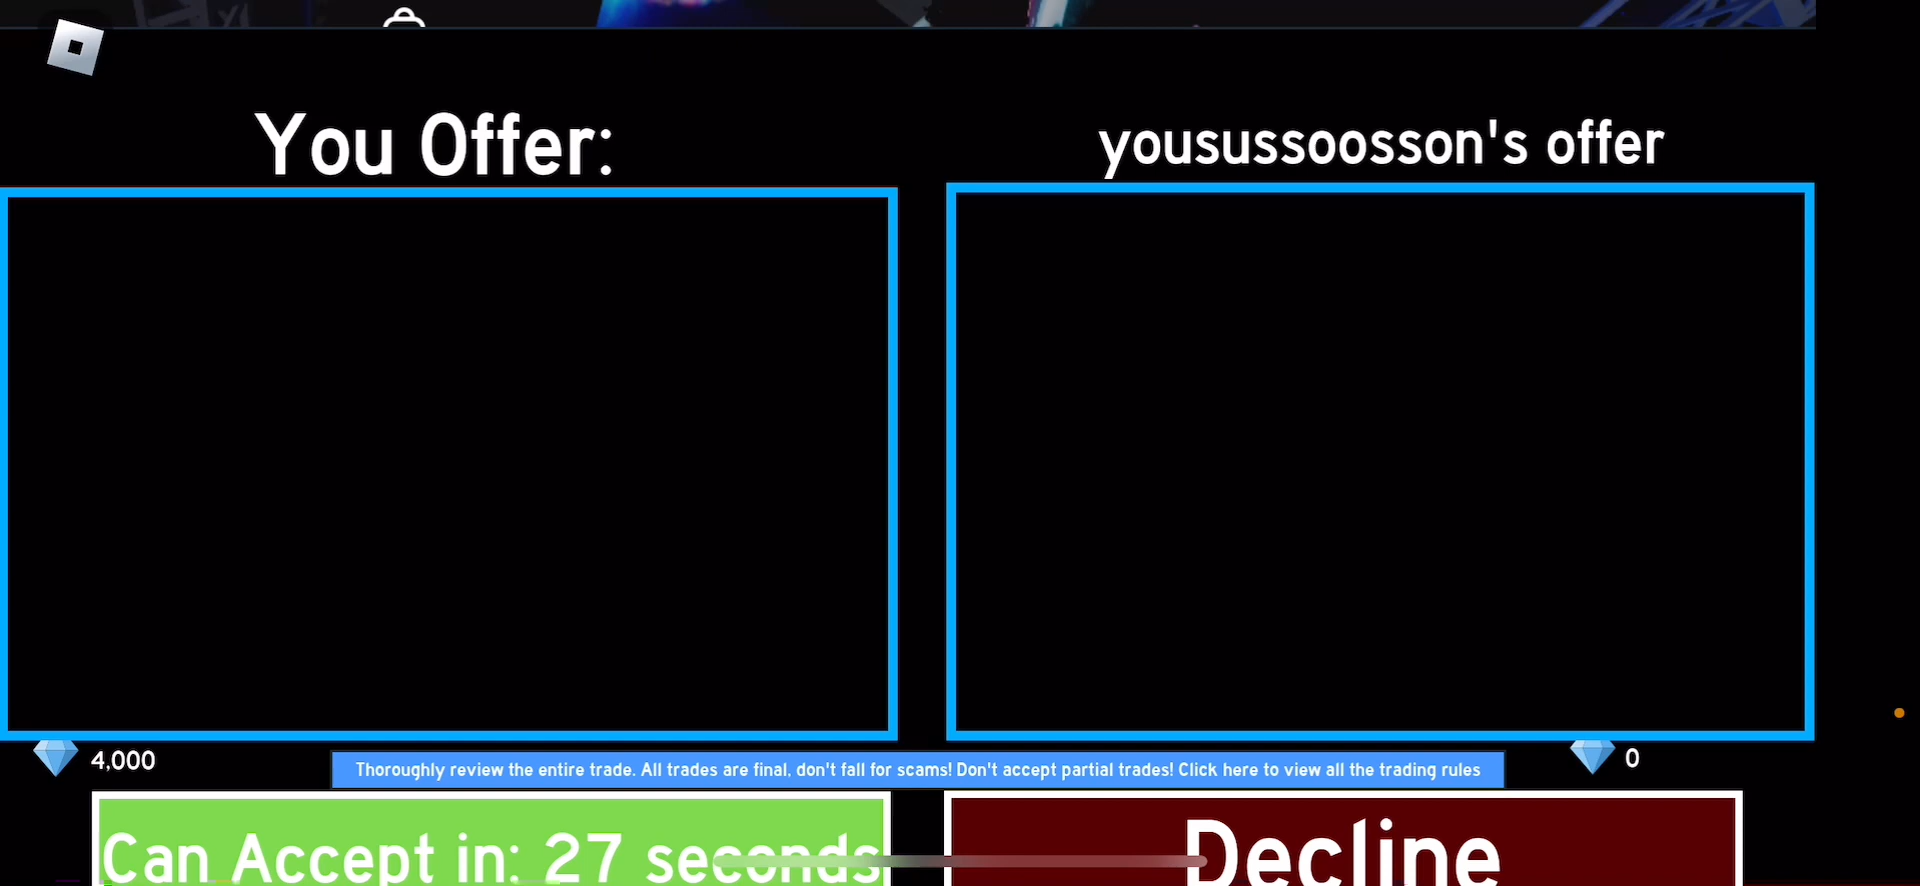 You Offer:
yousussoosson's offer
4,000
Thoroughly review the entire trade. All trades are final, don't fall for scams! Don't accept partial trades! Click here to view all the trading rules
0
Can Accept in: 27 seconds
Decline